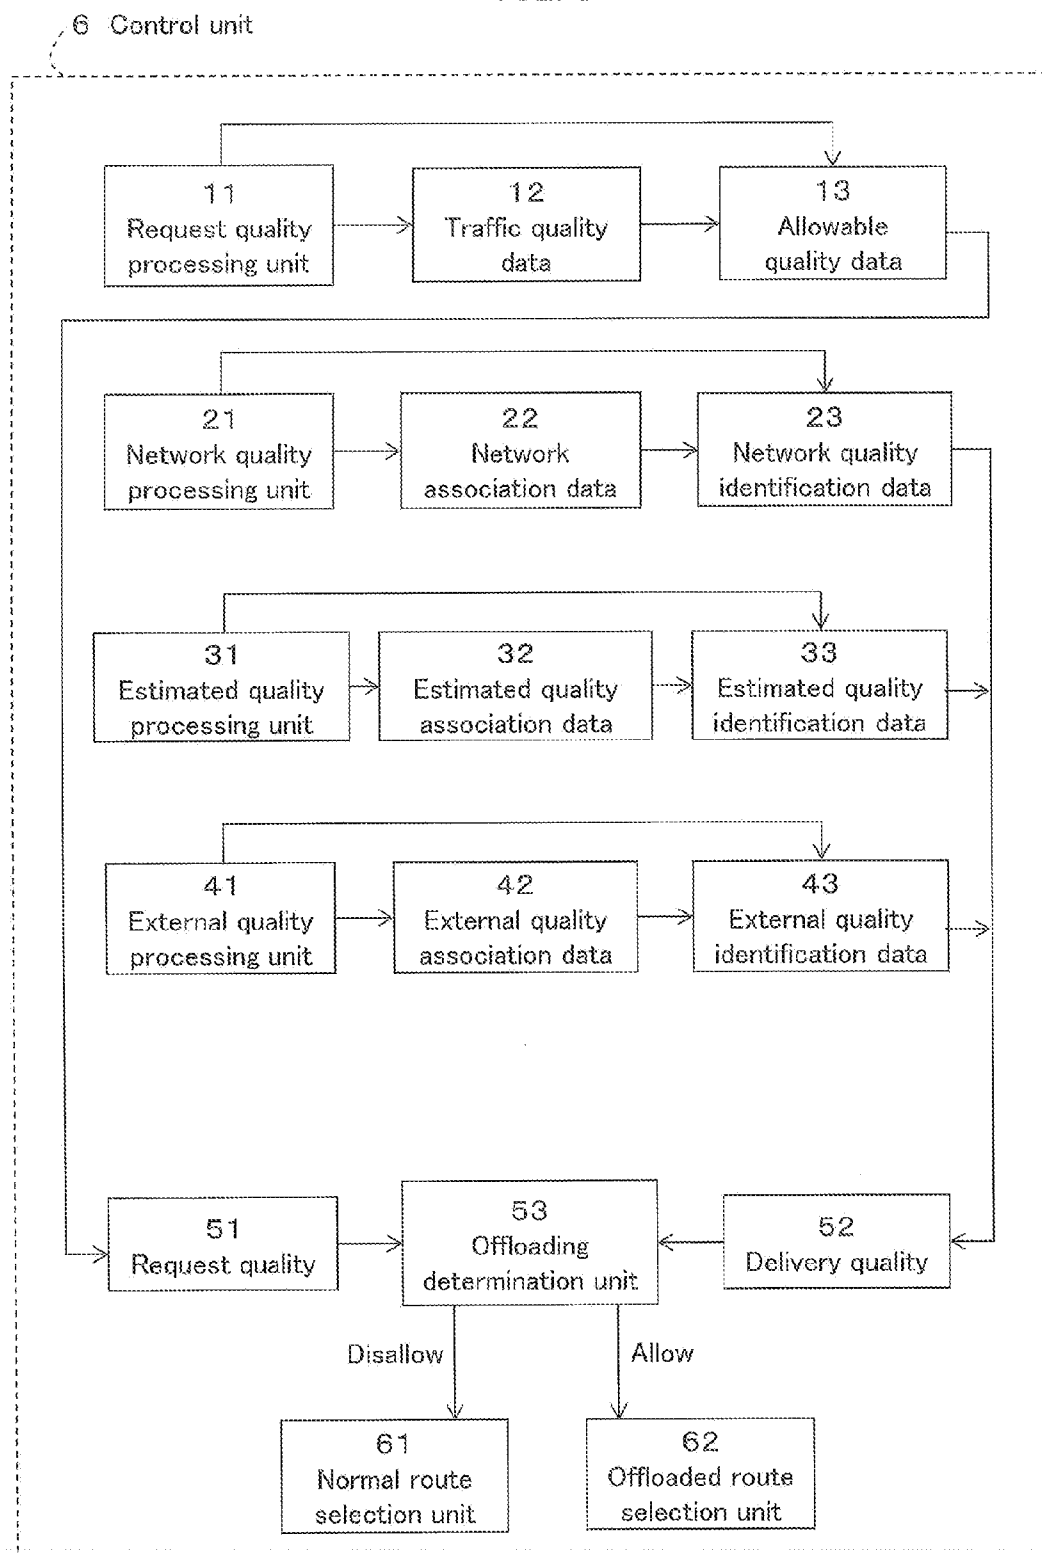 6 Control unit
11
Request quality
processing unit
12
Traffic quality
data
13
Allowable
quality data
21
Network quality
processing unit
22
Network
association data
23
Network quality
identification data
31
Estimated quality
processing unit
32
Estimated quality
association data
33
Estimated quality
identification data
41
External quality
processing unit
42
External quality
association data
43
External quality
identification data
51
Request quality
53
Offloading
determination unit
52
Delivery quality
Disallow
Allow
61
Normal route
selection unit
62
Offloaded route
selection unit